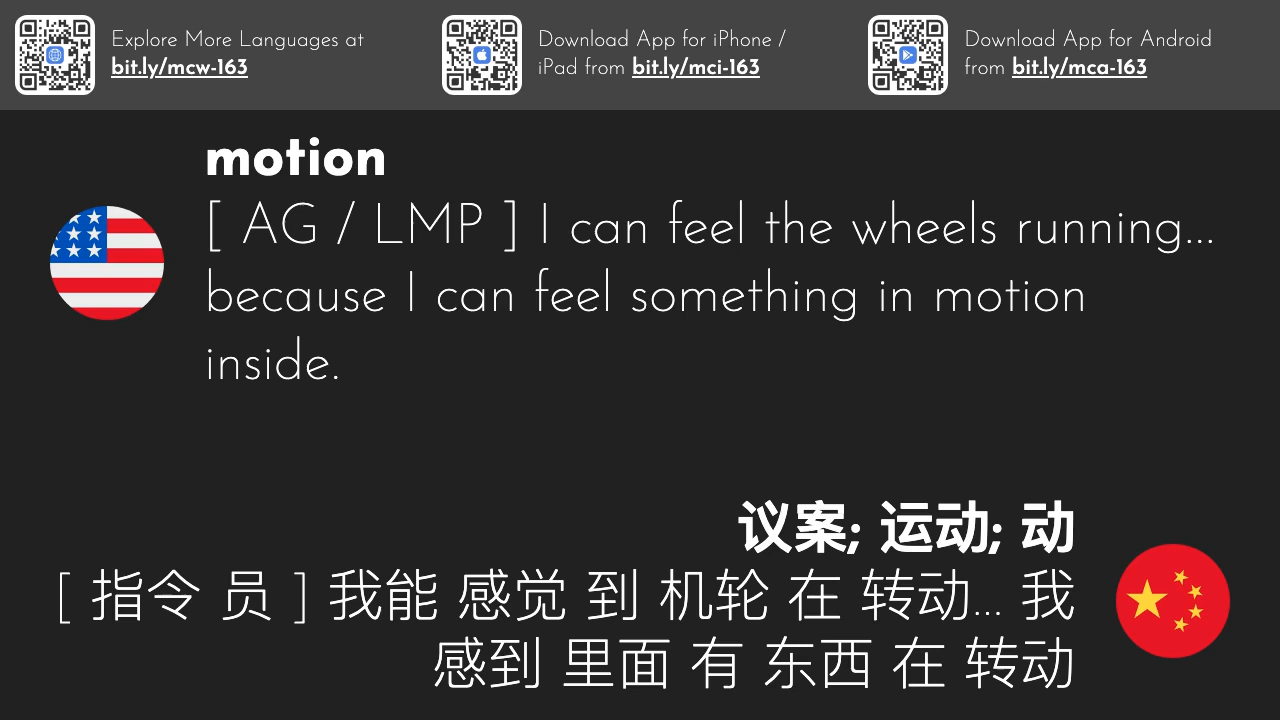 Explore More Languages at
bit.ly/mcw-163
Download App for iPhone /
iPad from bit.ly/mci-163
Download App for Android
from bit.ly/mca-163
motion
[ AG / LMP ] I can feel the wheels running...
because I can feel something in motion
inside.
议案; 运动; 动
[ 指令 员 ] 我能 感觉 到 机轮 在 转动... 我
感到 里面 有 东西 在 转动